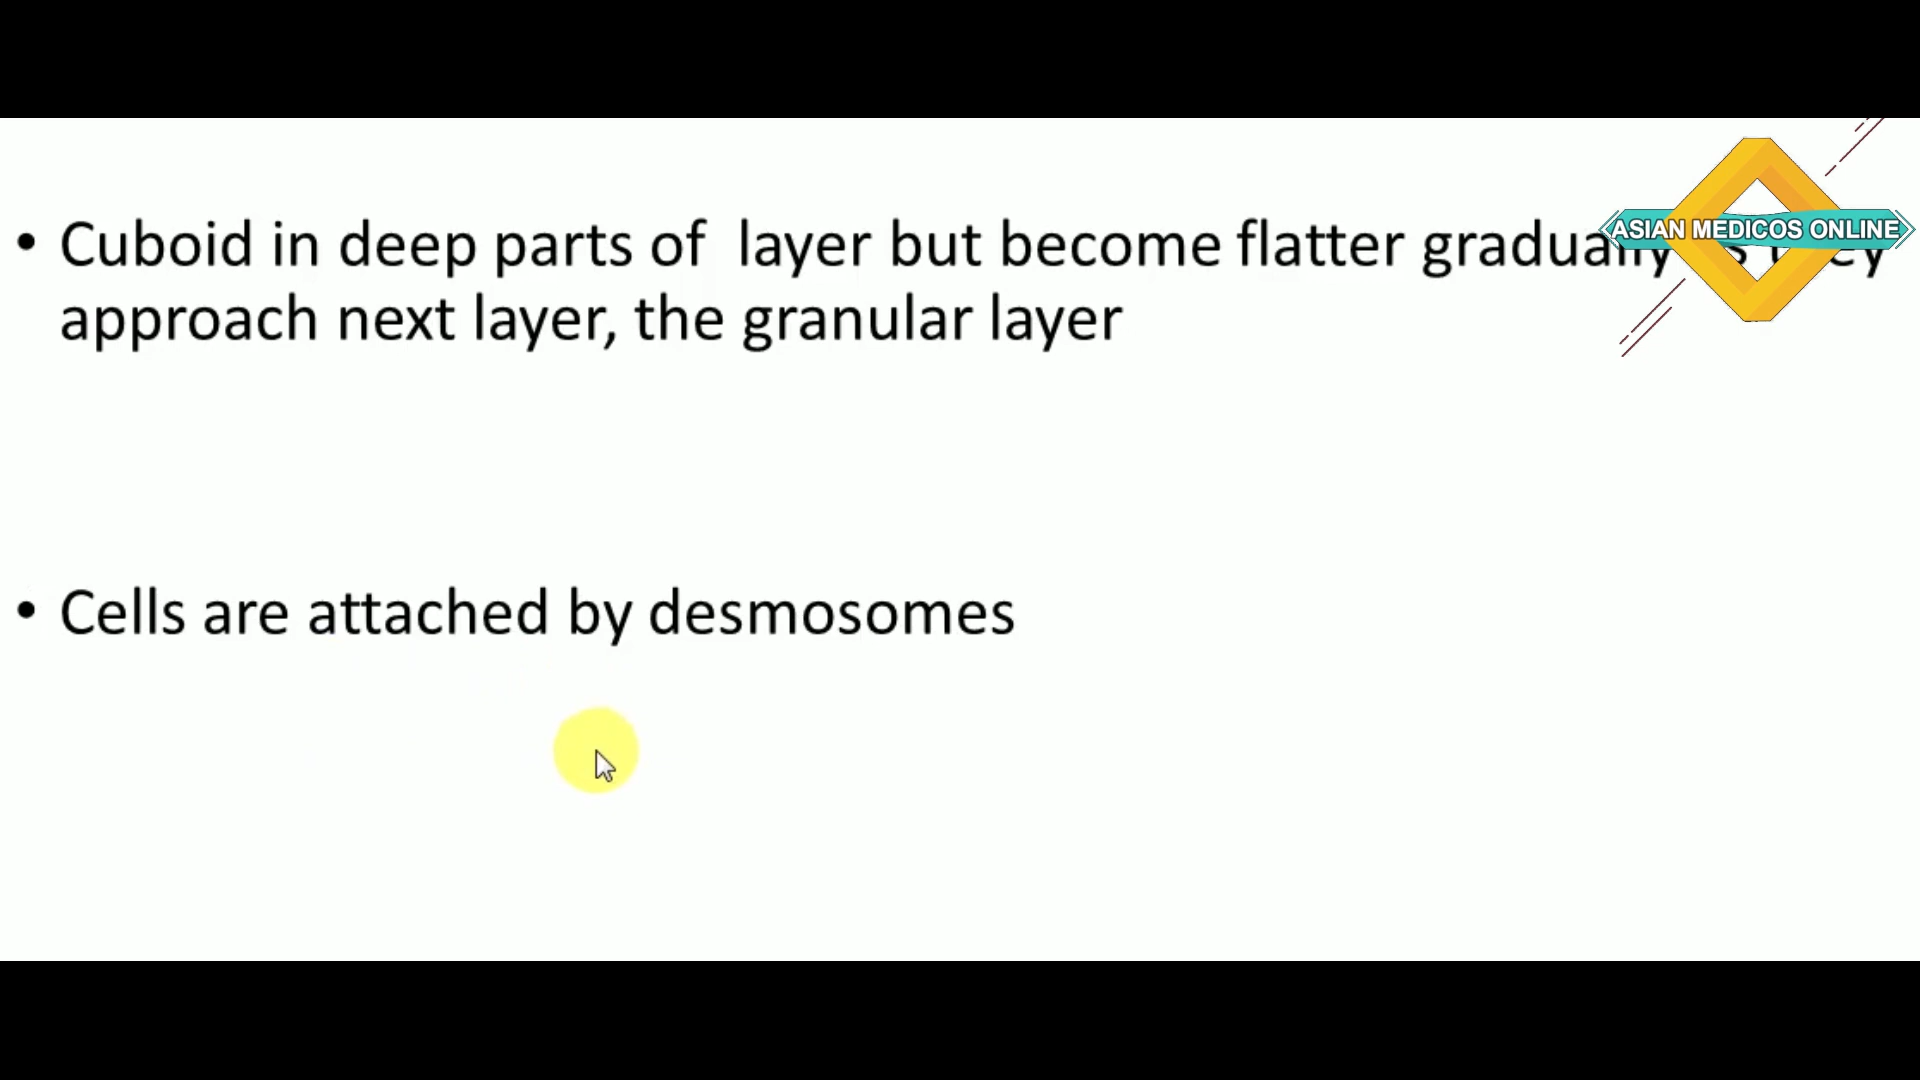 • Cuboid in deep parts of layer but become flatter gradually
approach next layer, the granular layer
• Cells are attached by desmosomes
ASIAN MEDICOS ONLINE